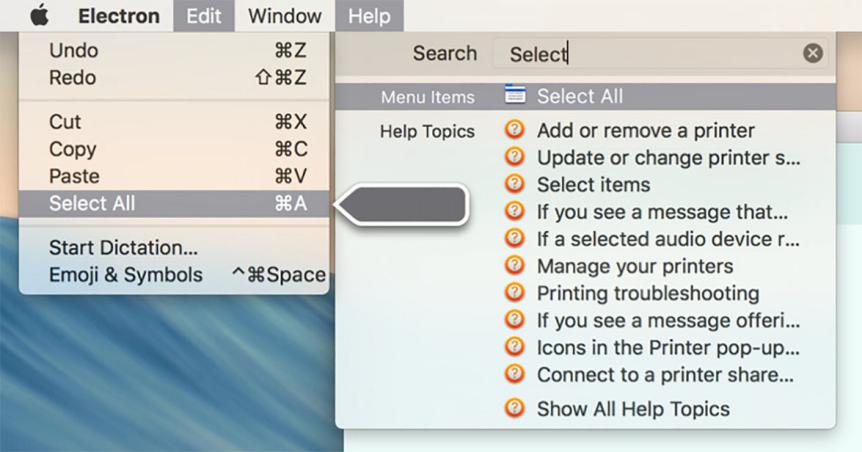 Electron Edit Window Help
Undo ⌘Z
Redo ⇧⌘Z
Cut ⌘X
Copy ⌘C
Paste ⌘V
Select All ⌘A
Start Dictation...
Emoji & Symbols ^⌘Space
Search Select
Menu Items Select All
Help Topics Add or remove a printer
Update or change printer s...
Select items
If you see a message that...
If a selected audio device r...
Manage your printers
Printing troubleshooting
If you see a message offeri...
Icons in the Printer pop-up...
Connect to a printer share...
Show All Help Topics